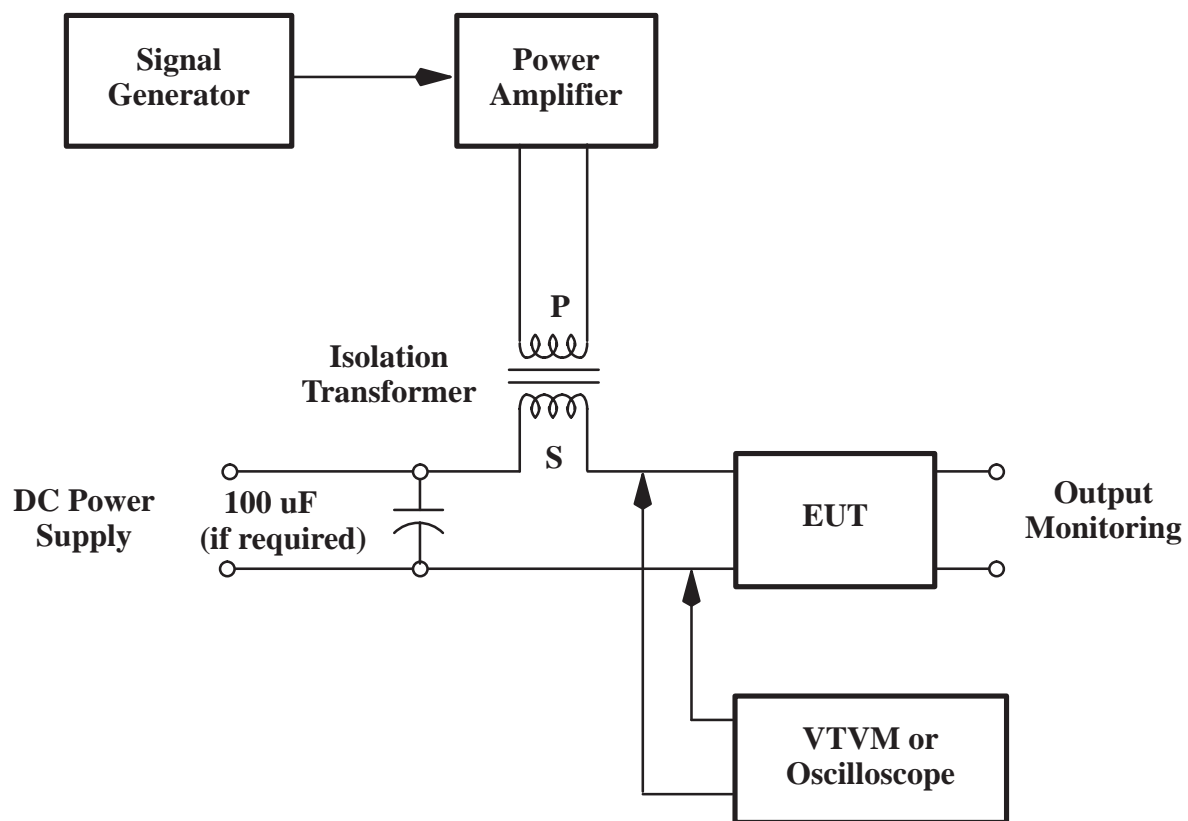 Signal
Generator
Power
Amplifier
P
Isolation
Transformer
S
DC Power
Supply
100 uF
(if required)
EUT
Output
Monitoring
VTVM or
Oscilloscope